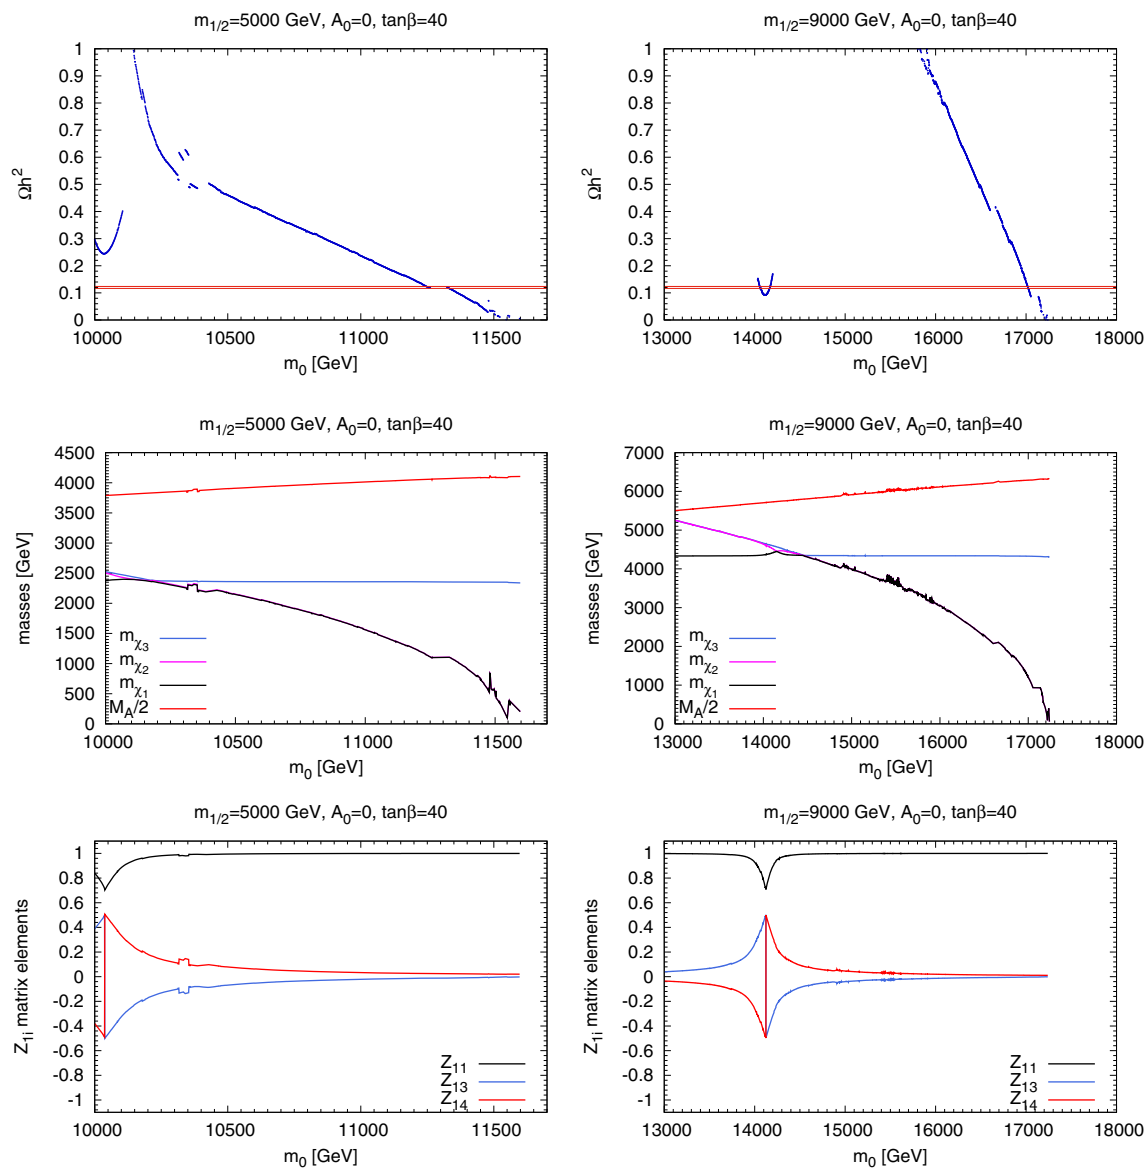 m1/2=5000 GeV, A0=0, tanβ=40
Ωh2
1
0.9
0.8
0.7
0.6
0.5
0.4
0.3
0.2
0.1
0
10000 10500 11000 11500
m0 [GeV]
m1/2=9000 GeV, A0=0, tanβ=40
Ωh2
1
0.9
0.8
0.7
0.6
0.5
0.4
0.3
0.2
0.1
0
13000 14000 15000 16000 17000 18000
m0 [GeV]
m1/2=5000 GeV, A0=0, tanβ=40
masses [GeV]
4500
4000
3500
3000
2500
2000
1500
1000
500
0
mχ3
mχ2
mχ1
MA/2
10000 10500 11000 11500
m0 [GeV]
m1/2=9000 GeV, A0=0, tanβ=40
masses [GeV]
7000
6000
5000
4000
3000
2000
1000
0
mχ3
mχ2
mχ1
MA/2
13000 14000 15000 16000 17000 18000
m0 [GeV]
m1/2=5000 GeV, A0=0, tanβ=40
Z1i matrix elements
1
0.8
0.6
0.4
0.2
0
-0.2
-0.4
-0.6
-0.8
-1
Z11
Z13
Z14
10000 10500 11000 11500
m0 [GeV]
m1/2=9000 GeV, A0=0, tanβ=40
Z1i matrix elements
1
0.8
0.6
0.4
0.2
0
-0.2
-0.4
-0.6
-0.8
-1
Z11
Z13
Z14
13000 14000 15000 16000 17000 18000
m0 [GeV]